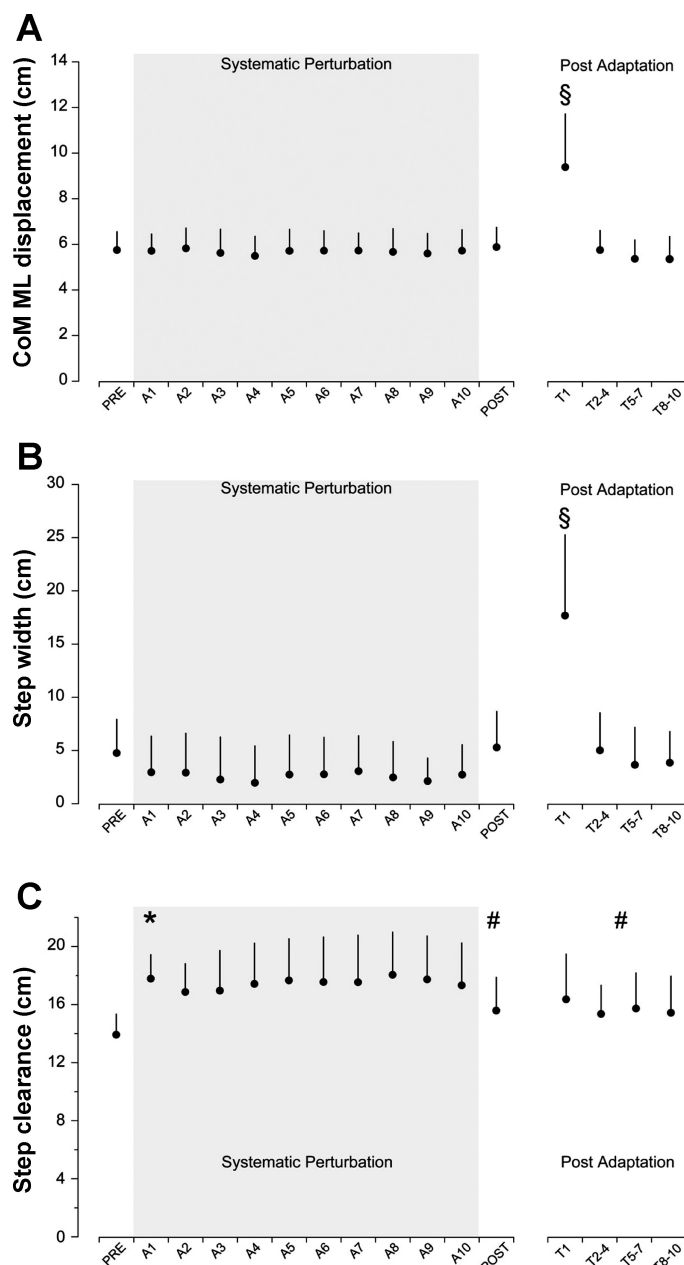 A
CoM ML displacement (cm)
14
12
10
8
6
4
2
0
Systematic Perturbation
Post Adaptation
§
PRE
A1
A2
A3
A4
A5
A6
A7
A8
A9
A10
POST
T1
T2-4
T5-7
T8-10
B
Step width (cm)
30
25
20
15
10
5
0
Systematic Perturbation
Post Adaptation
§
PRE
A1
A2
A3
A4
A5
A6
A7
A8
A9
A10
POST
T1
T2-4
T5-7
T8-10
C
Step clearance (cm)
20
16
12
8
4
0
*
#
#
Systematic Perturbation
Post Adaptation
PRE
A1
A2
A3
A4
A5
A6
A7
A8
A9
A10
POST
T1
T2-4
T5-7
T8-10